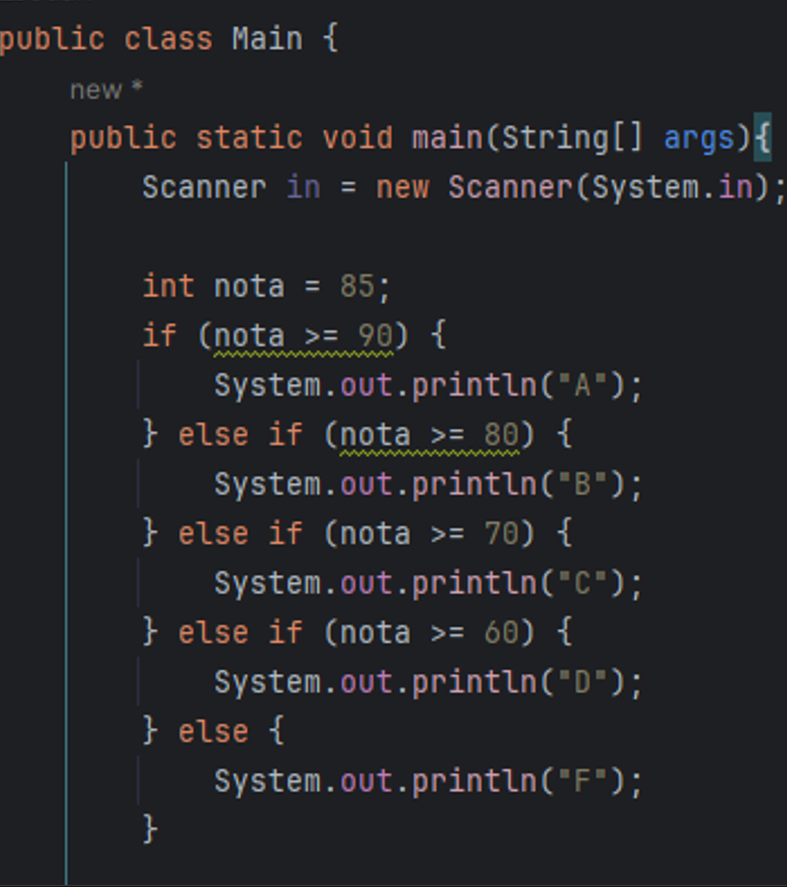 public class Main {
new *
public static void main(String[] args){
Scanner in = new Scanner(System.in);
int nota = 85;
if (nota >= 90) {
System.out.println("A");
} else if (nota >= 80) {
System.out.println("B");
} else if (nota >= 70) {
System.out.println("C");
} else if (nota >= 60) {
System.out.println("D");
} else {
System.out.println("F");
}